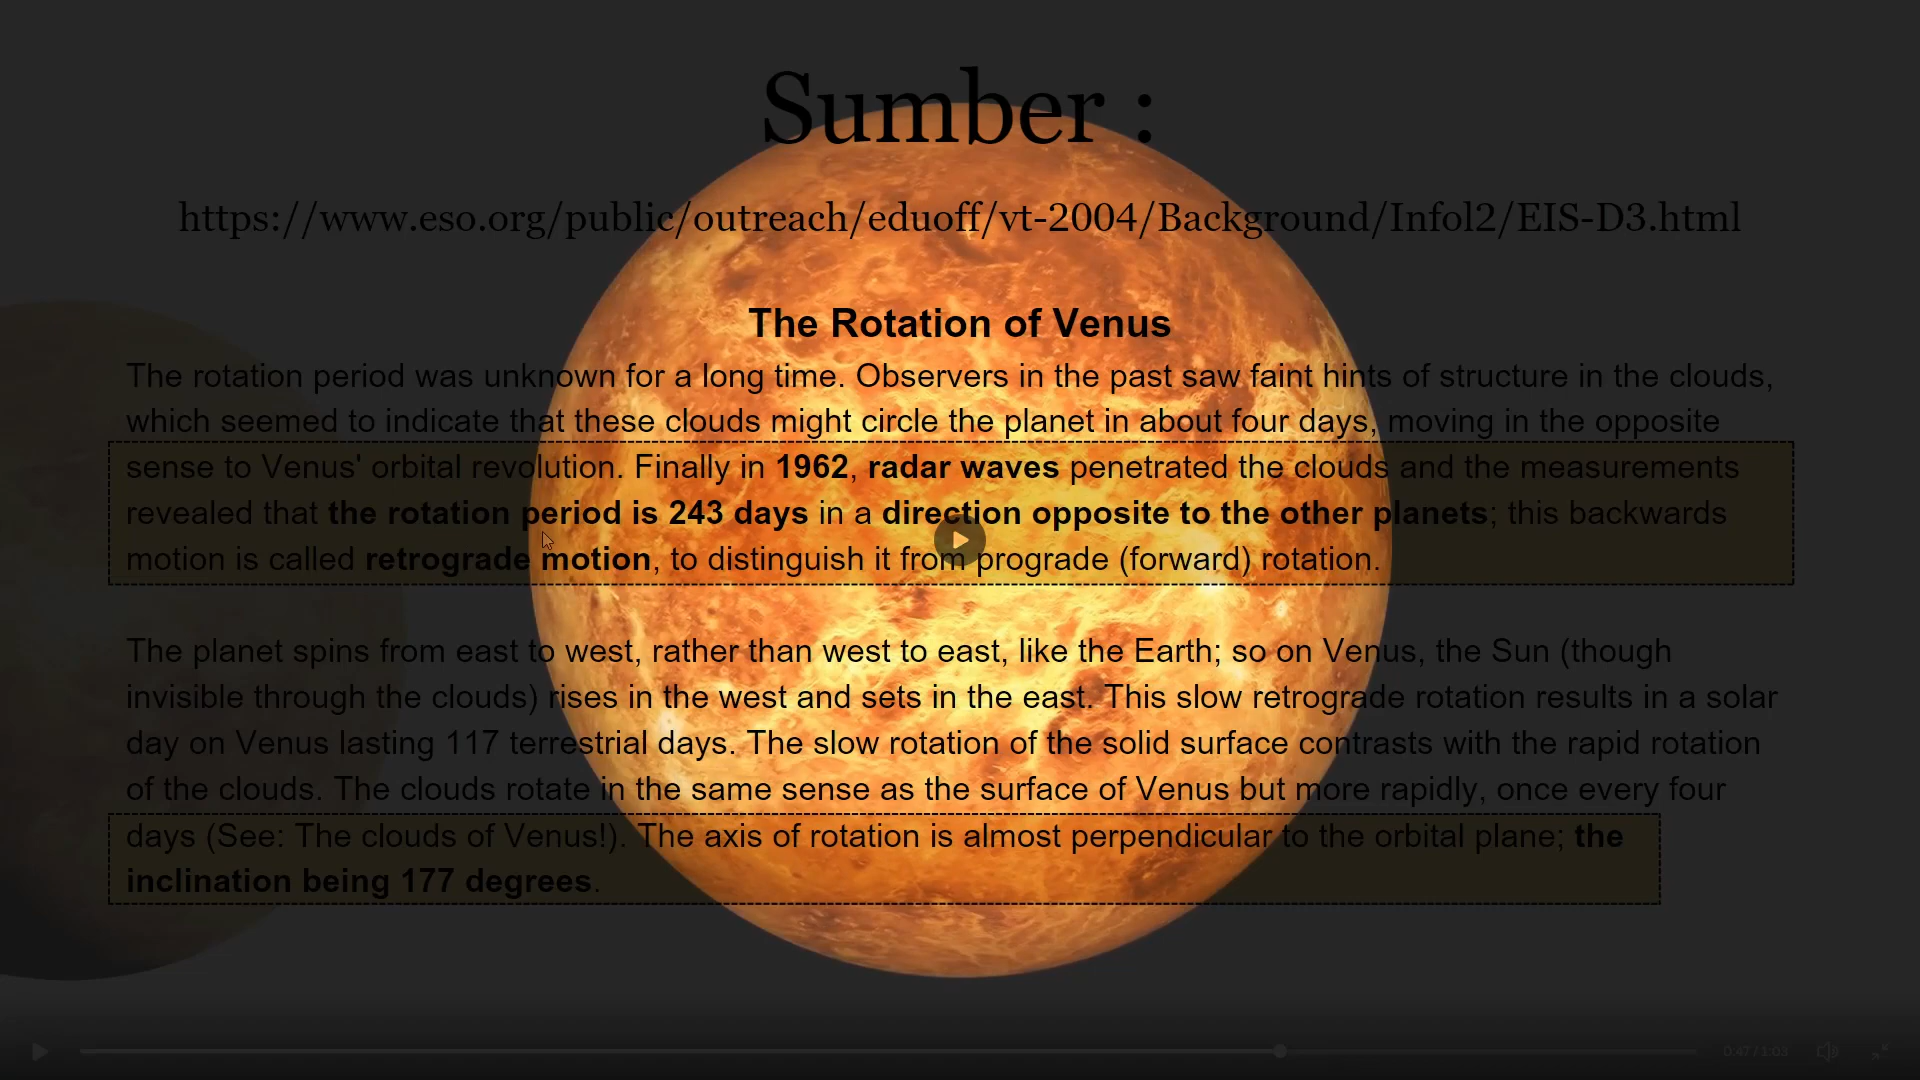 Sumber :
https://www.eso.org/public/outreach/eduoff/vt-2004/Background/Infol2/EIS-D3.html
The Rotation of Venus
The rotation period was unknown for a long time. Observers in the past saw faint hints of structure in the clouds,
which seemed to indicate that these clouds might circle the planet in about four days, moving in the opposite
sense to Venus' orbital revolution. Finally in 1962, radar waves penetrated the clouds and the measurements
revealed that the rotation period is 243 days in a direction opposite to the other planets; this backwards
motion is called retrograde motion, to distinguish it from prograde (forward) rotation.
The planet spins from east to west, rather than west to east, like the Earth; so on Venus, the Sun (though
invisible through the clouds) rises in the west and sets in the east. This slow retrograde rotation results in a solar
day on Venus lasting 117 terrestrial days. The slow rotation of the solid surface contrasts with the rapid rotation
of the clouds. The clouds rotate in the same sense as the surface of Venus but more rapidly, once every four
days (See: The clouds of Venus!). The axis of rotation is almost perpendicular to the orbital plane; the
inclination being 177 degrees.
0:47 / 1:03